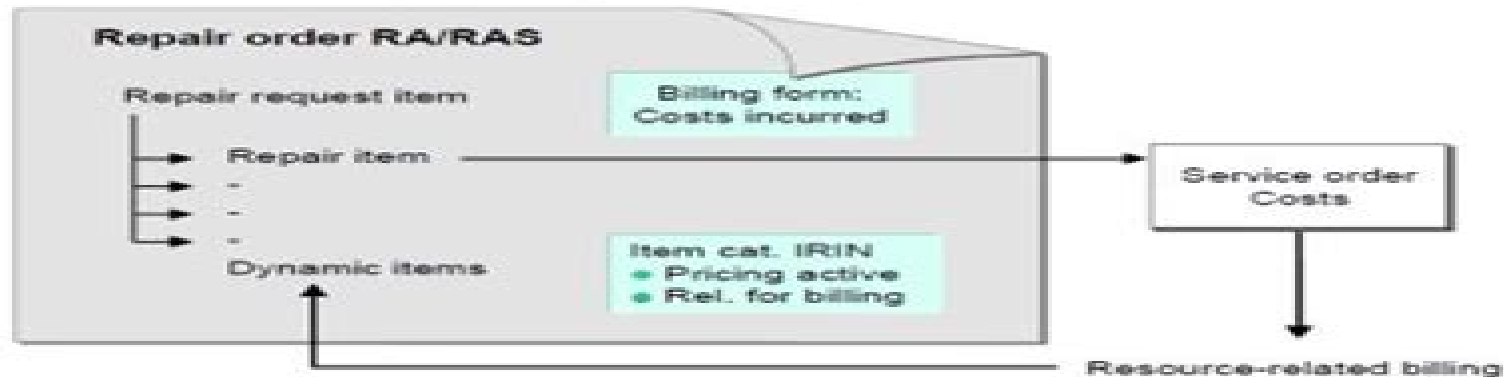 Repair order RA/RAS
Repair request item
Billing form:
Costs incurred
Repair item
-
-
-
Dynamic items
Item cat. IRIN
• Pricing active
• Rel. for billing
Service order
Costs
Resource-related billing